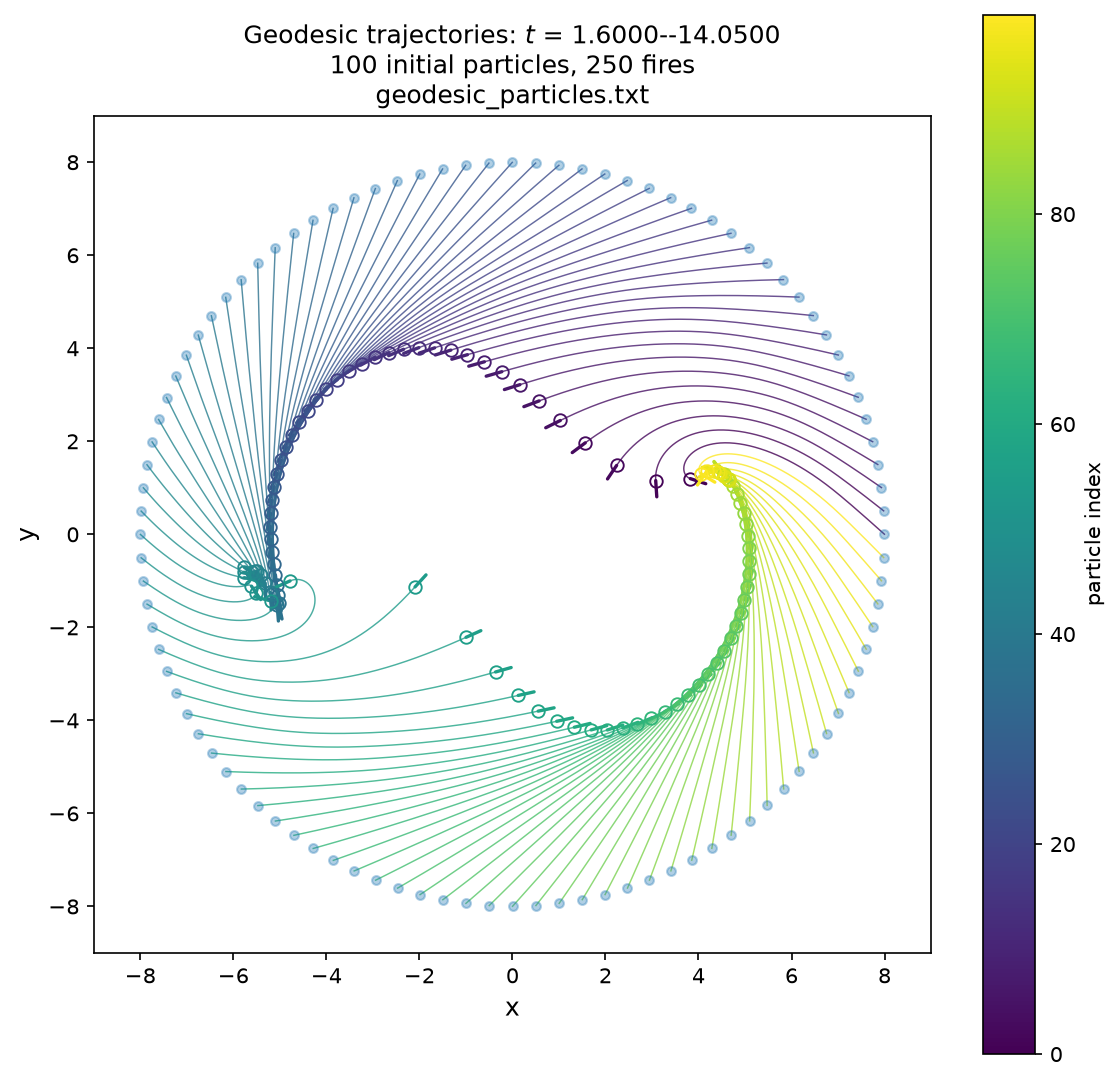 Geodesic trajectories: t = 1.6000--14.0500
100 initial particles, 250 fires
geodesic_particles.txt
8
6
4
2
0
−2
−4
−6
−8
y
−8 −6 −4 −2 0 2 4 6 8
x
80
60
40
20
0
particle index